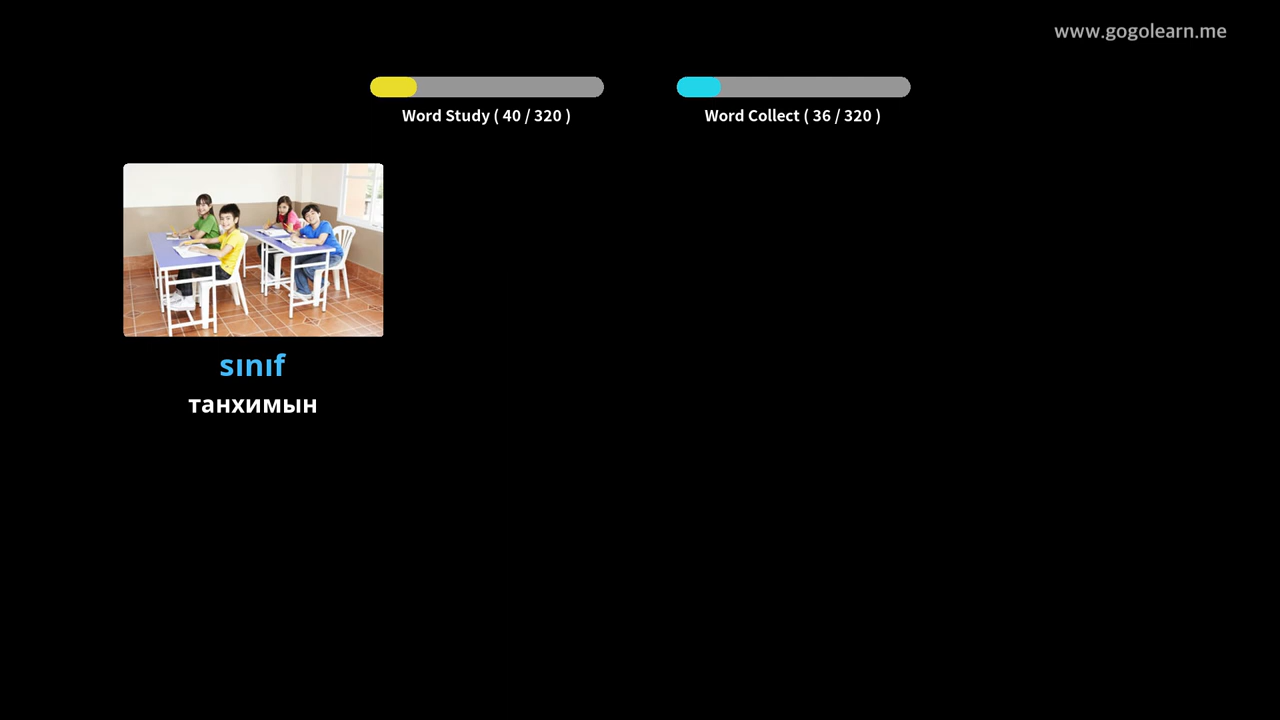 www.gogolearn.me
Word Study ( 40 / 320 )
Word Collect ( 36 / 320 )
sınıf
танхимын